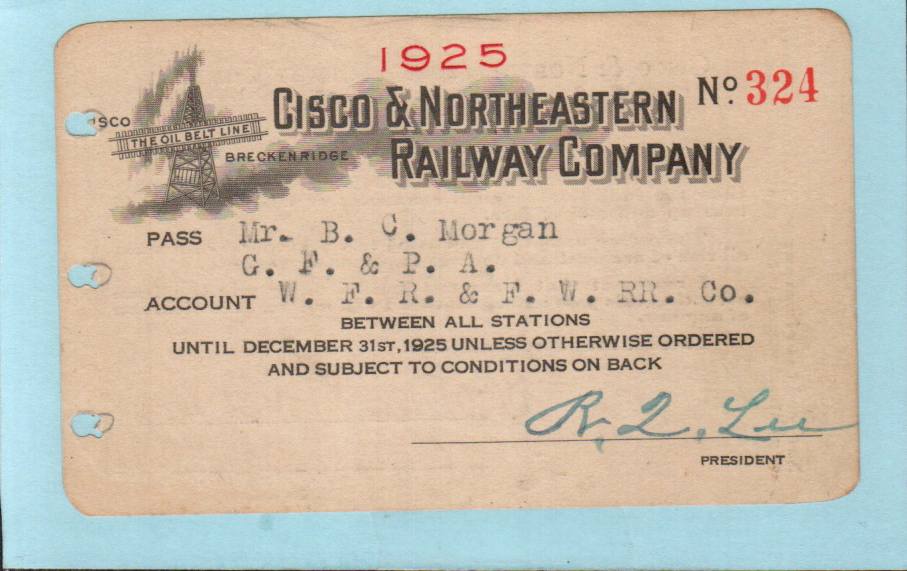 1925
No. 324
CISCO & NORTHEASTERN
RAILWAY COMPANY
ISCO
THE OIL BELT LINE
BRECKENRIDGE
PASS Mr. B. C. Morgan
G. F. & P. A.
ACCOUNT W. F. R. & F. W. RR. Co.
BETWEEN ALL STATIONS
UNTIL DECEMBER 31ST, 1925 UNLESS OTHERWISE ORDERED
AND SUBJECT TO CONDITIONS ON BACK
R. Q. Lee
PRESIDENT